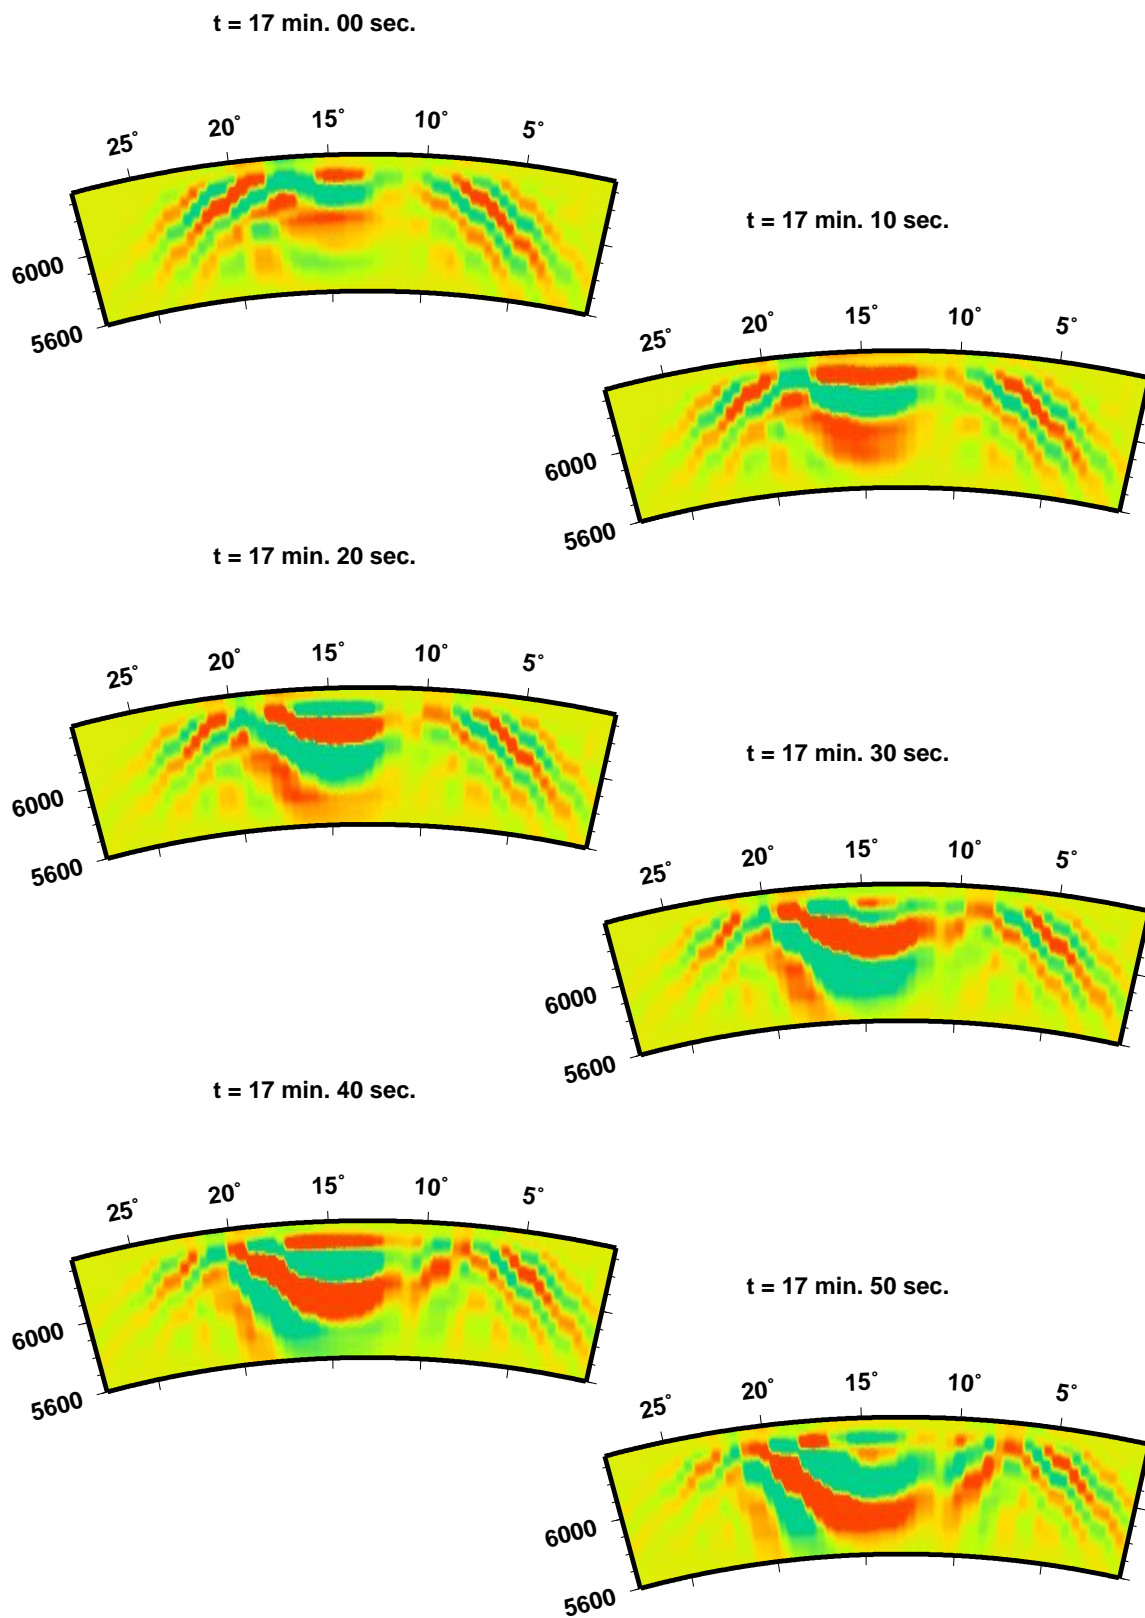 t = 17 min. 00 sec.
25° 20° 15° 10° 5°
6000
5600
t = 17 min. 10 sec.
25° 20° 15° 10° 5°
6000
5600
t = 17 min. 20 sec.
25° 20° 15° 10° 5°
6000
5600
t = 17 min. 30 sec.
25° 20° 15° 10° 5°
6000
5600
t = 17 min. 40 sec.
25° 20° 15° 10° 5°
6000
5600
t = 17 min. 50 sec.
25° 20° 15° 10° 5°
6000
5600